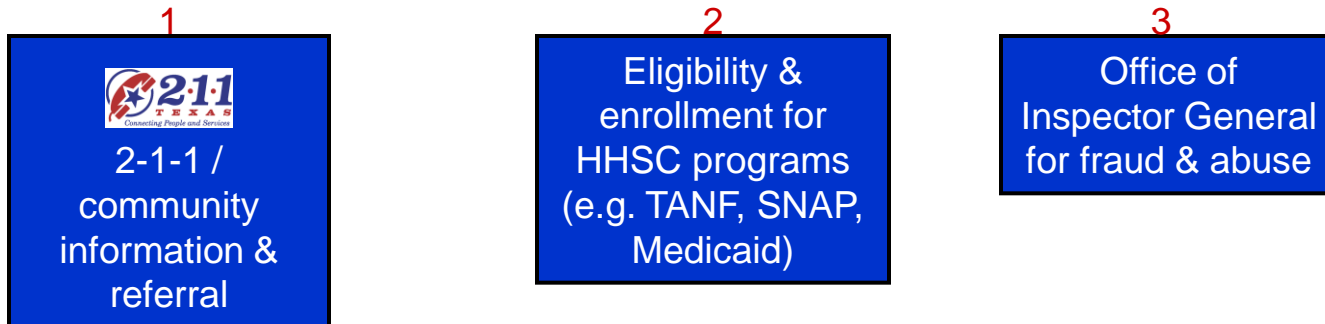 1
2·1·1
TEXAS
Connecting People and Services
2-1-1 /
community
information &
referral
2
Eligibility &
enrollment for
HHSC programs
(e.g. TANF, SNAP,
Medicaid)
3
Office of
Inspector General
for fraud & abuse